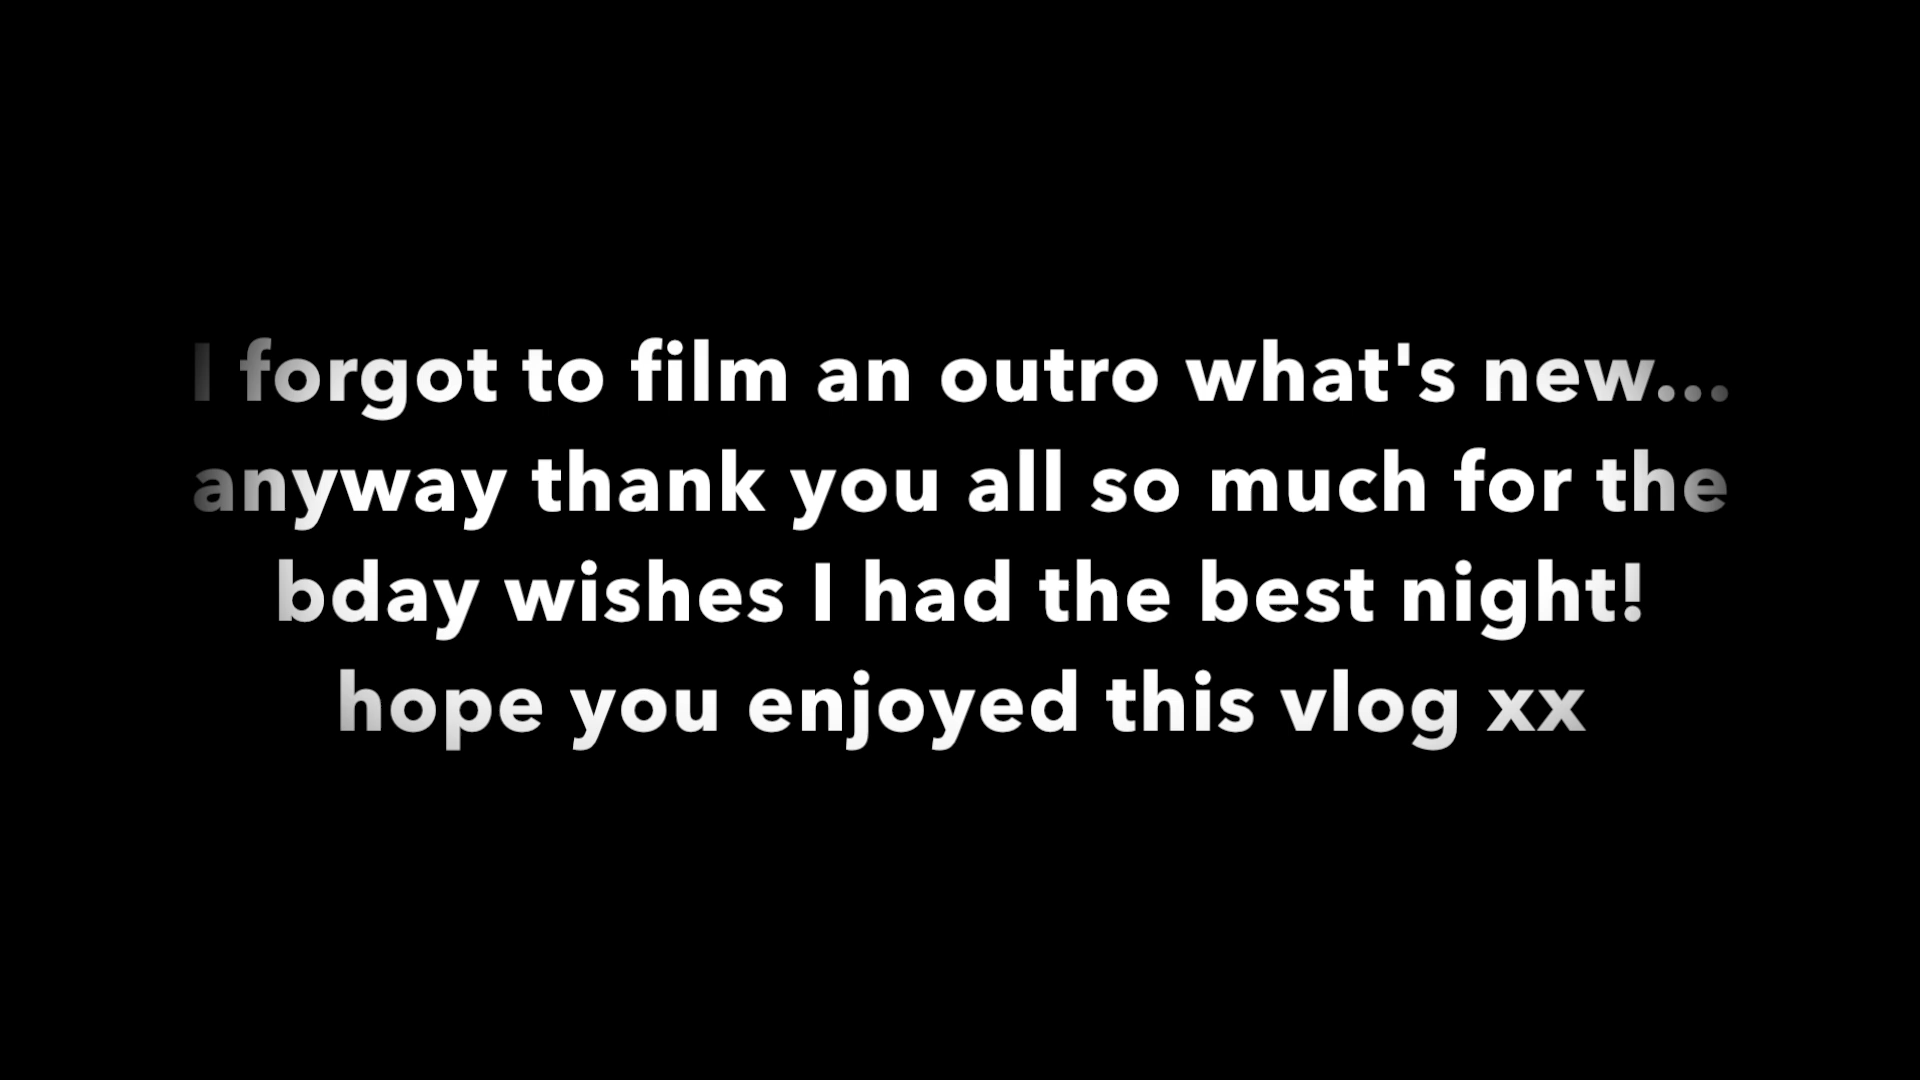 I forgot to film an outro what's new...
anyway thank you all so much for the
bday wishes I had the best night!
hope you enjoyed this vlog xx